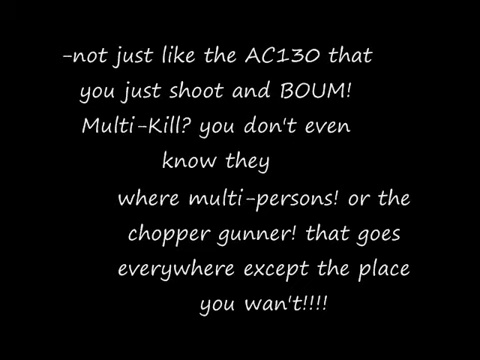 -not just like the AC130 that
you just shoot and BOUM!
Multi-Kill? you don't even
know they
where multi-persons! or the
chopper gunner! that goes
everywhere except the place
you wan't!!!!